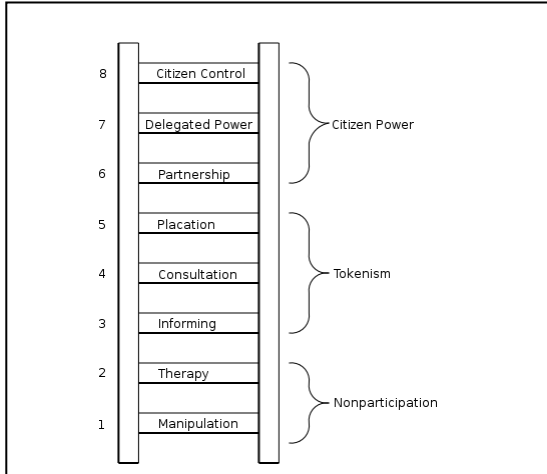 8 Citizen Control
7 Delegated Power
Citizen Power
6 Partnership
5 Placation
4 Consultation
Tokenism
3 Informing
2 Therapy
Nonparticipation
1 Manipulation